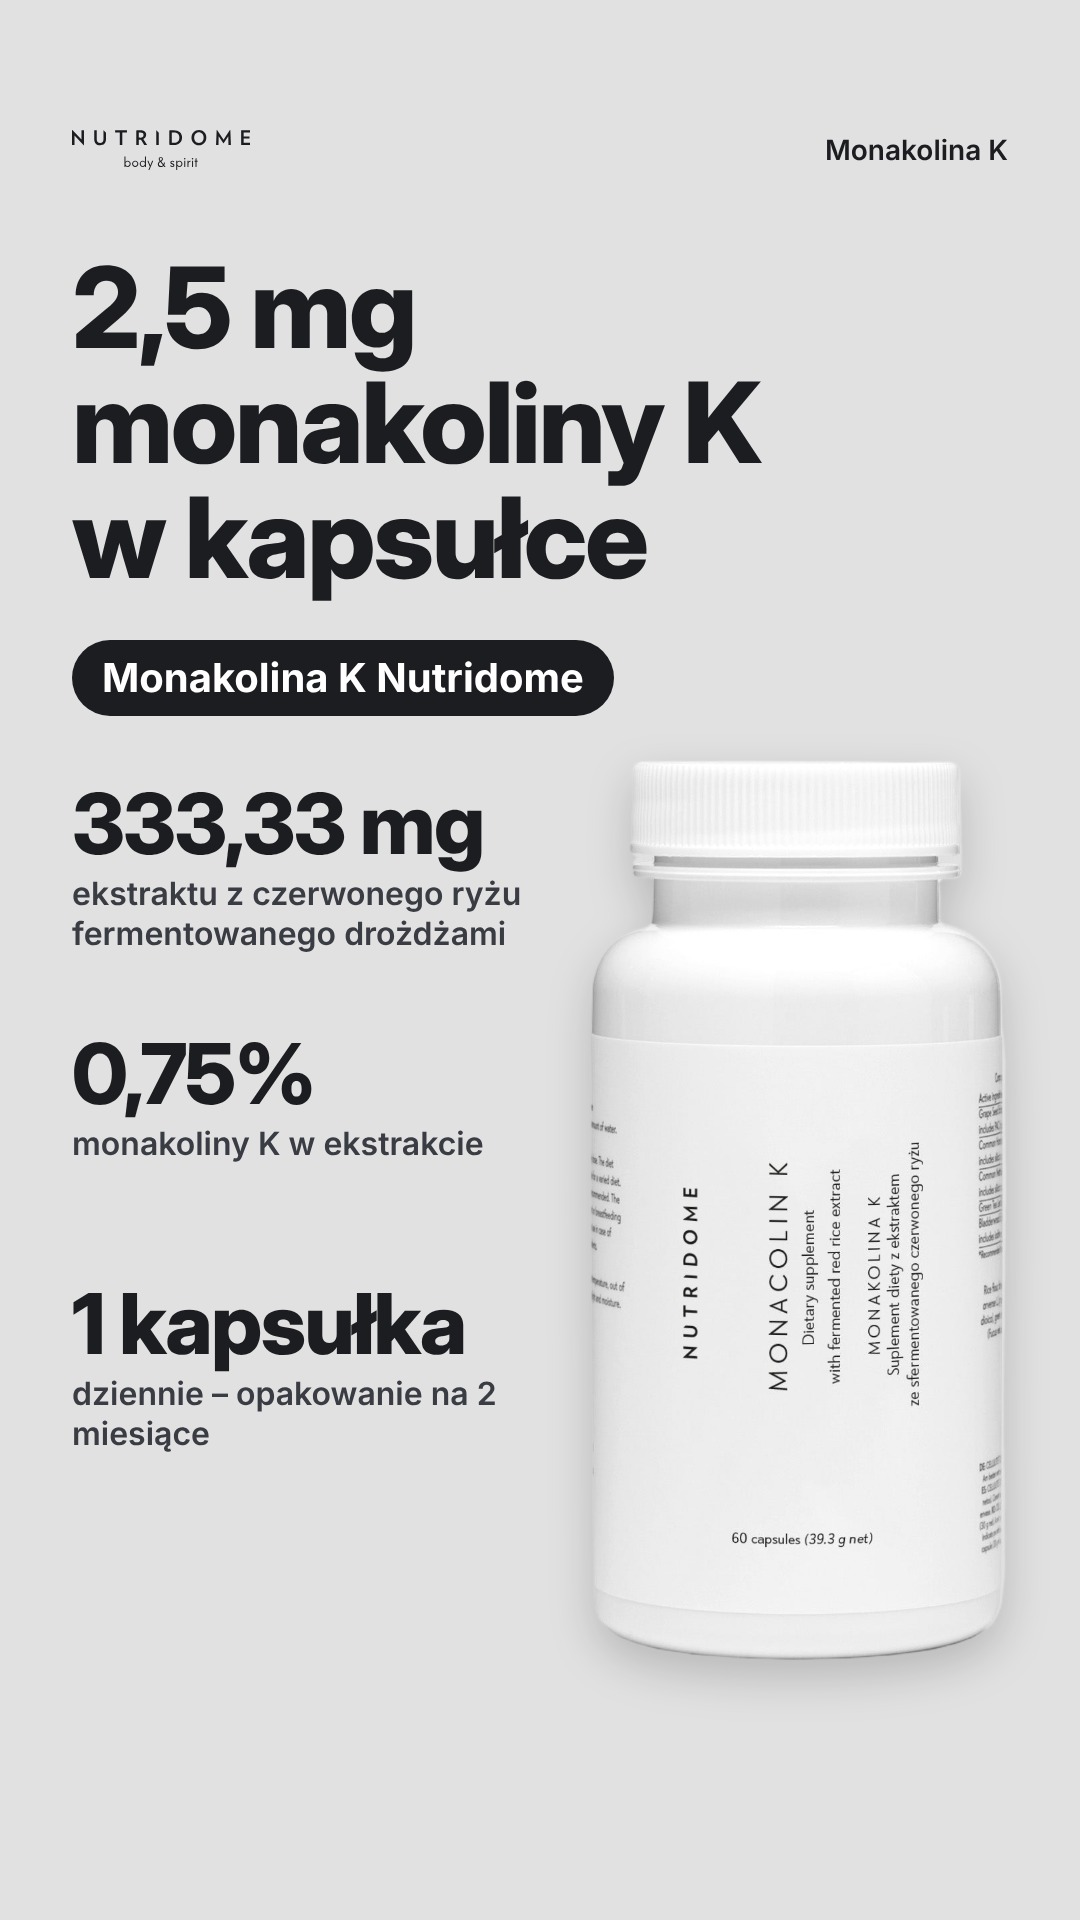 NUTRIDOME
body & spirit
Monakolina K
2,5 mg
monakoliny K
w kapsułce
Monakolina K Nutridome
333,33 mg
ekstraktu z czerwonego ryżu
fermentowanego drożdżami
0,75%
monakoliny K w ekstrakcie
1 kapsułka
dziennie – opakowanie na 2
miesiące
NUTRIDOME
MONACOLIN K
Dietary supplement
with fermented red rice extract
MONAKOLINA K
Suplement diety z ekstraktem
ze sfermentowanego czerwonego ryżu
60 capsules (39.3 g net)